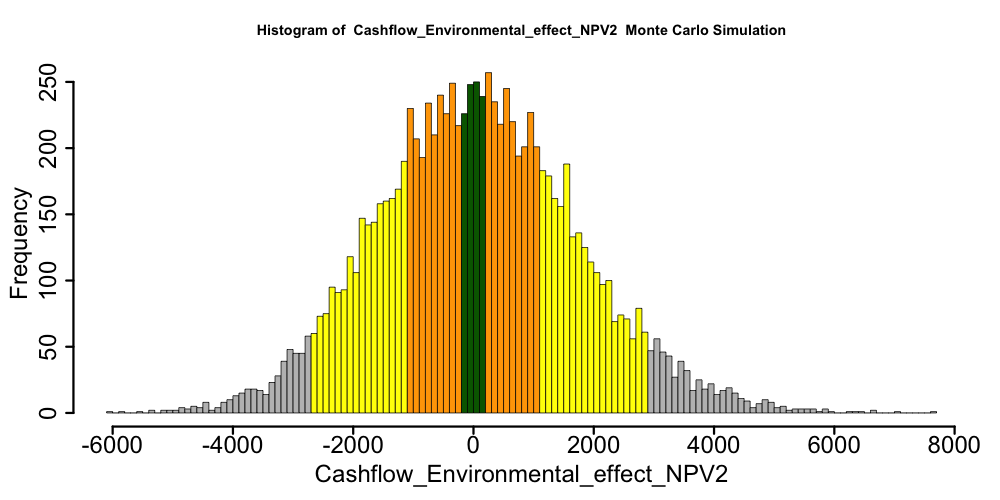 Histogram of  Cashflow_Environmental_effect_NPV2  Monte Carlo Simulation
250
200
150
100
50
0
Frequency
-6000 -4000 -2000 0 2000 4000 6000 8000
Cashflow_Environmental_effect_NPV2